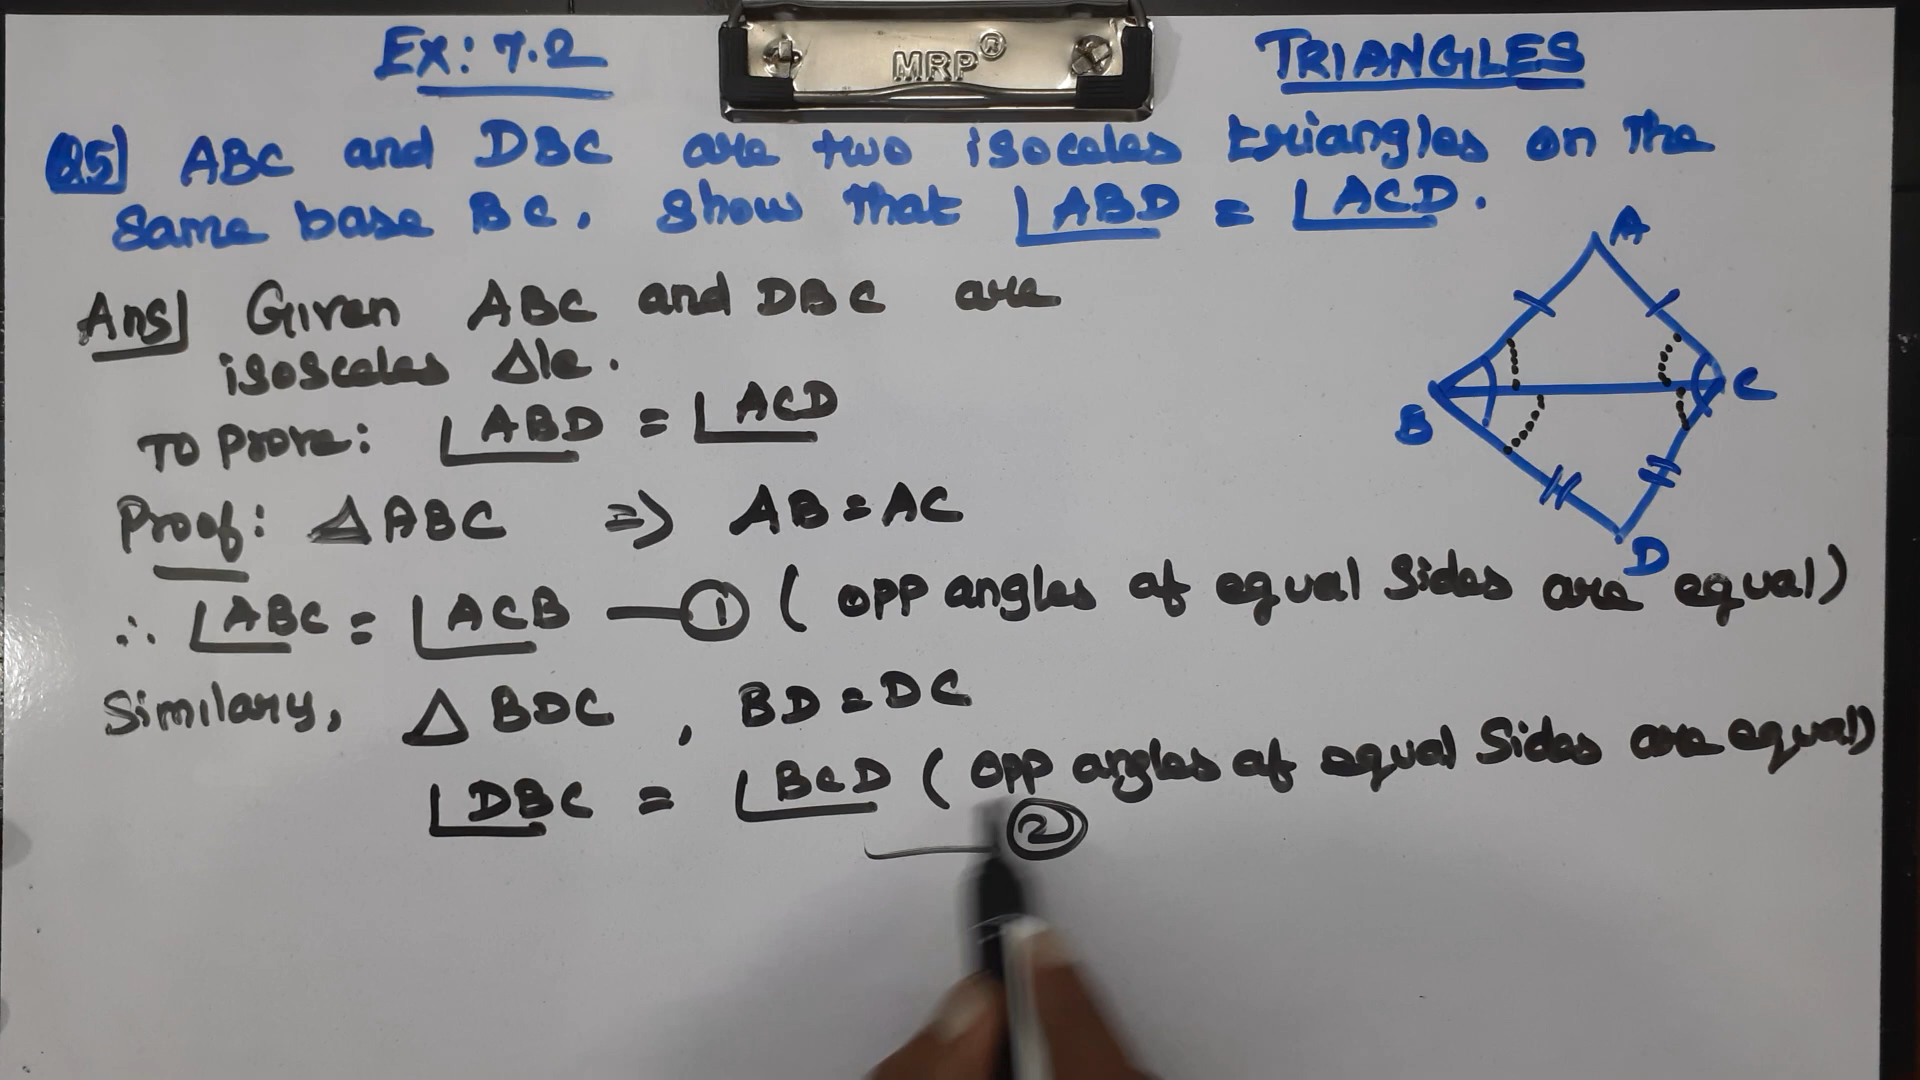 MRP®
Ex: 7.2
TRIANGLES
Q5] ABC and DBC are two isoceles triangles on the
same base BC. Show that ∠ABD = ∠ACD.
Ans] Given ABC and DBC are
isosceles Δle.
To Prove: ∠ABD = ∠ACD
Proof: ΔABC ⇒ AB = AC
∴ ∠ABC = ∠ACB —① (opp angles of equal sides are equal)
Similary, Δ BDC, BD = DC
∠DBC = ∠BCD (opp angles of equal sides are equal)
—②
A
B
C
D